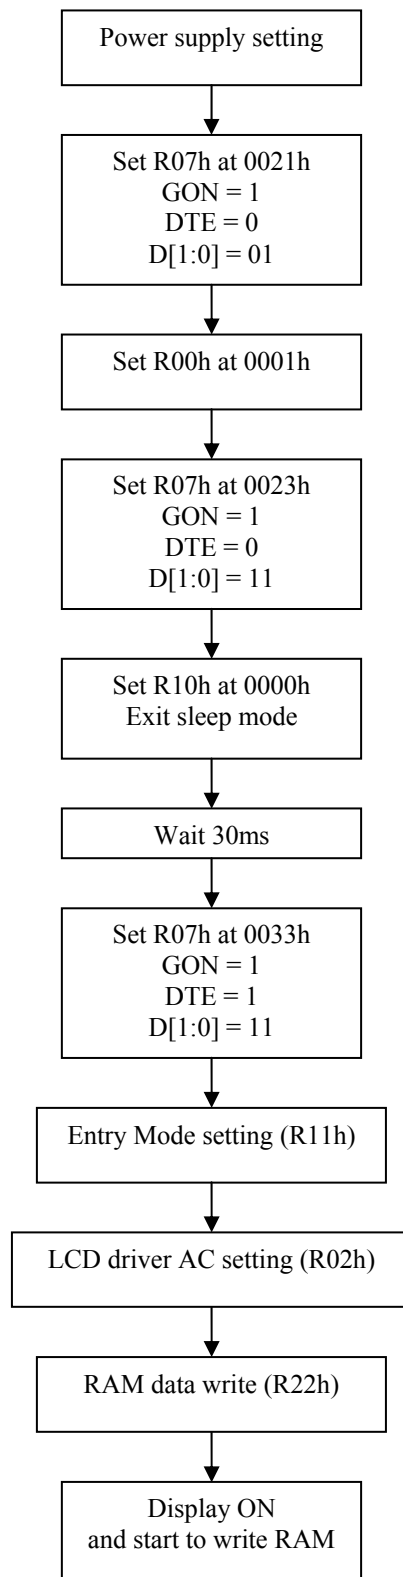 Power supply setting
Set R07h at 0021h
GON = 1
DTE = 0
D[1:0] = 01
Set R00h at 0001h
Set R07h at 0023h
GON = 1
DTE = 0
D[1:0] = 11
Set R10h at 0000h
Exit sleep mode
Wait 30ms
Set R07h at 0033h
GON = 1
DTE = 1
D[1:0] = 11
Entry Mode setting (R11h)
LCD driver AC setting (R02h)
RAM data write (R22h)
Display ON
and start to write RAM